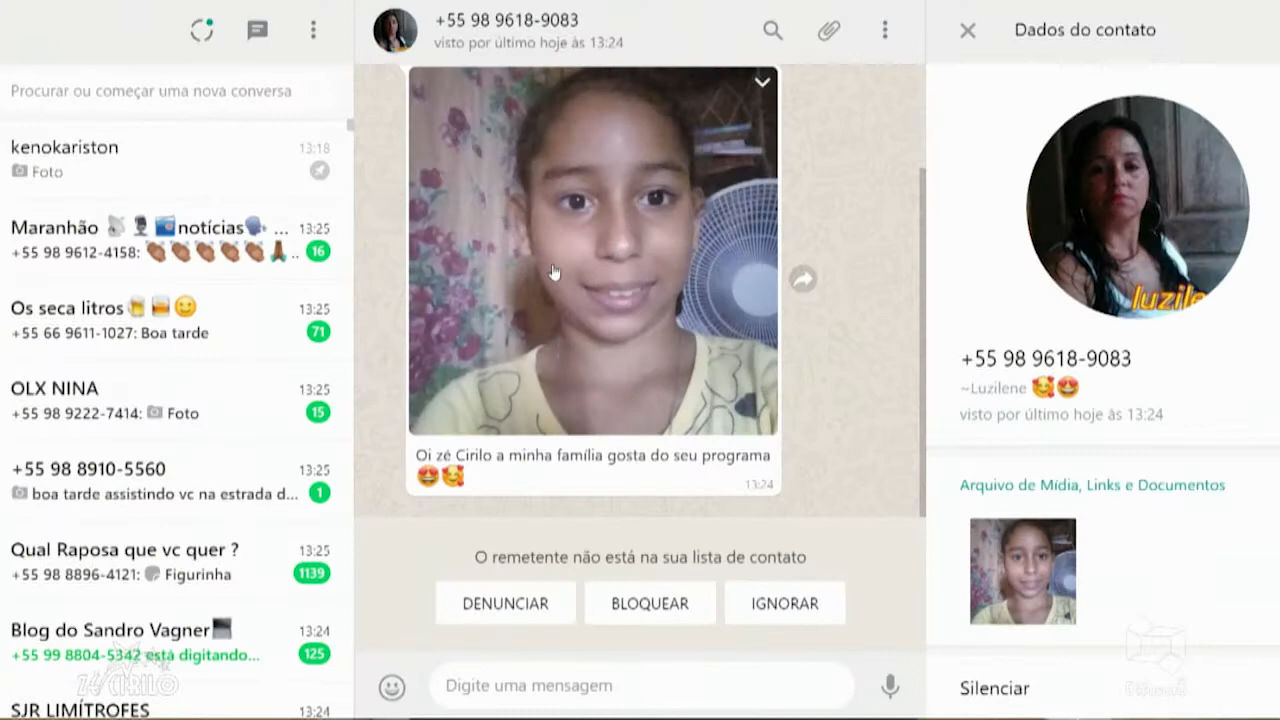 Procurar ou começar uma nova conversa
kenokariston
13:18
Foto
Maranhão notícias ...
13:25
+55 98 9612-4158: ..
16
Os seca litros
13:25
+55 66 9611-1027: Boa tarde
71
OLX NINA
13:25
+55 98 9222-7414: Foto
15
+55 98 8910-5560
13:25
boa tarde assistindo vc na estrada d...
1
Qual Raposa que vc quer ?
13:25
+55 98 8896-4121: Figurinha
1139
Blog do Sandro Vagner
13:24
+55 99 8804-5342 está digitando...
125
SJR LIMÍTROFES
13:24
ZÉ CIRILO
+55 98 9618-9083
visto por último hoje às 13:24
Oi zé Cirilo a minha família gosta do seu programa
😍🥰
13:24
O remetente não está na sua lista de contato
DENUNCIAR
BLOQUEAR
IGNORAR
Digite uma mensagem
Dados do contato
luzile
+55 98 9618-9083
~Luzilene 🥰😍
visto por último hoje às 13:24
Arquivo de Mídia, Links e Documentos
Silenciar